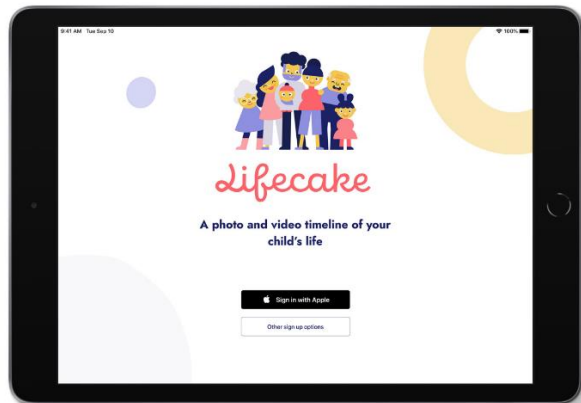 9:41 AM Tue Sep 10
100%
Lifecake
A photo and video timeline of your
child's life
Sign in with Apple
Other sign up options